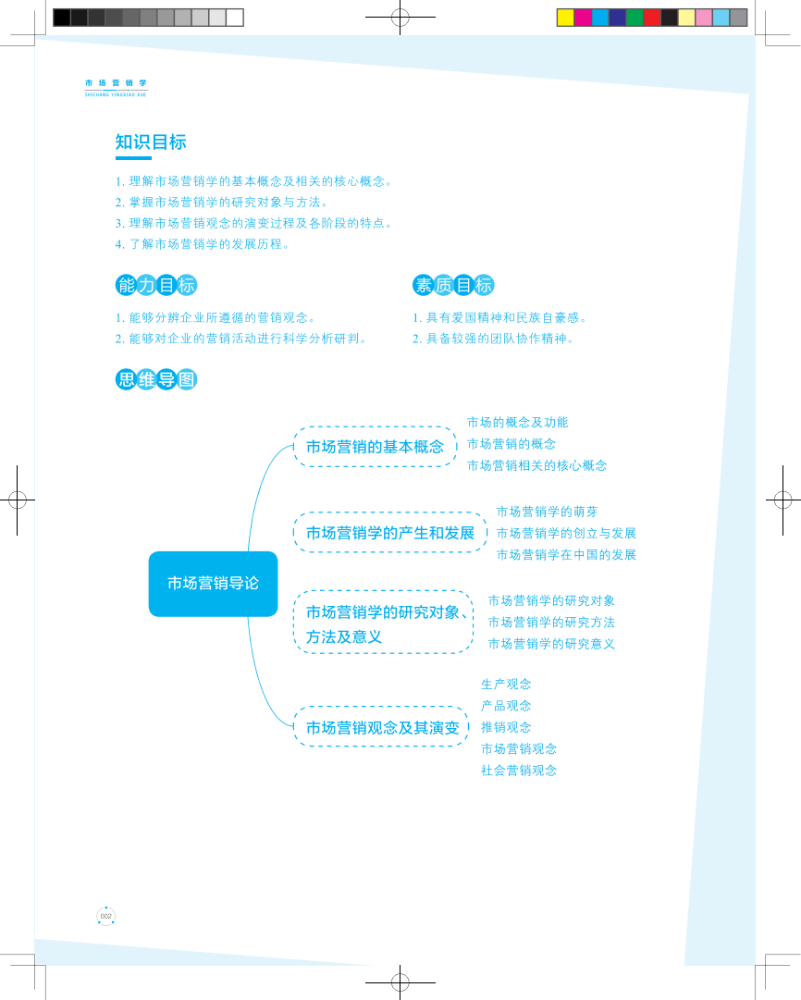 市场营销学
SHICHANG YINGXIAO XUE
知识目标
1. 理解市场营销学的基本概念及相关的核心概念。
2. 掌握市场营销学的研究对象与方法。
3. 理解市场营销观念的演变过程及各阶段的特点。
4. 了解市场营销学的发展历程。
能力目标
1. 能够分辨企业所遵循的营销观念。
2. 能够对企业的营销活动进行科学分析研判。
素质目标
1. 具有爱国精神和民族自豪感。
2. 具备较强的团队协作精神。
思维导图
市场营销导论
市场营销的基本概念
市场的概念及功能
市场营销的概念
市场营销相关的核心概念
市场营销学的产生和发展
市场营销学的萌芽
市场营销学的创立与发展
市场营销学在中国的发展
市场营销学的研究对象、
方法及意义
市场营销学的研究对象
市场营销学的研究方法
市场营销学的研究意义
市场营销观念及其演变
生产观念
产品观念
推销观念
市场营销观念
社会营销观念
002